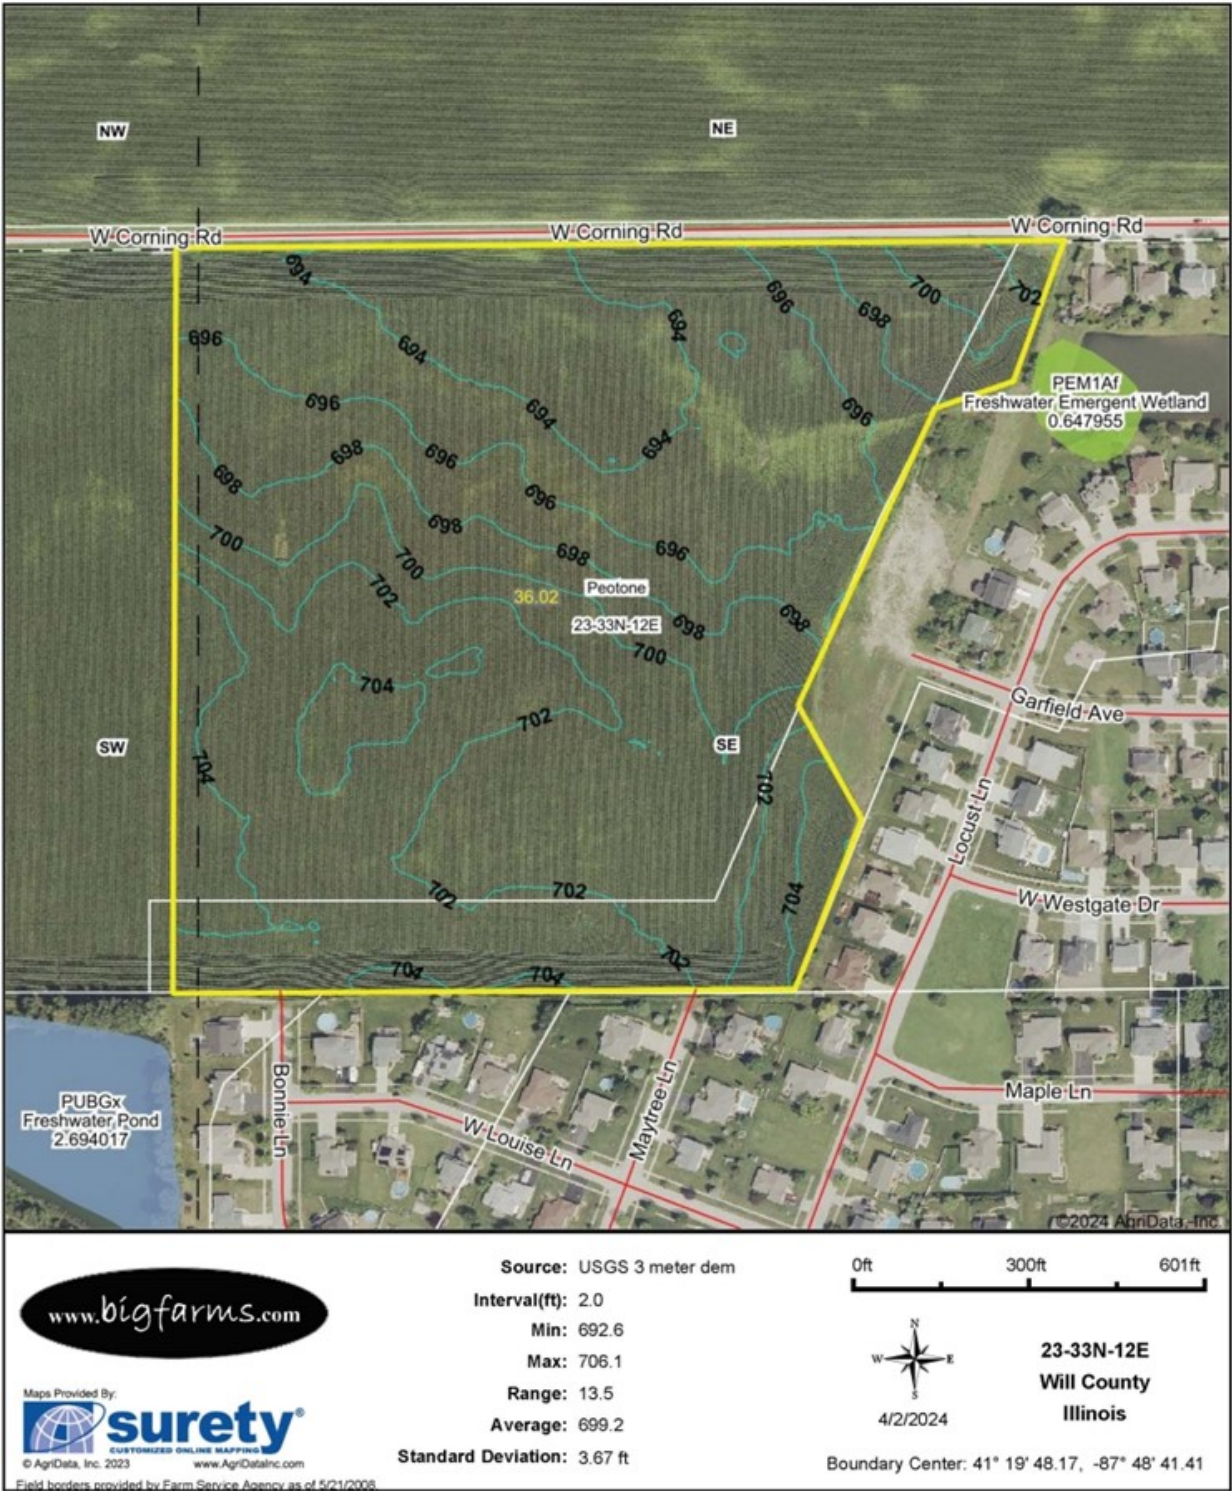 NW
NE
W Corning Rd
W Corning Rd
W Corning Rd
694
696
700
702
694
698
696
694
PEM1Af
Freshwater Emergent Wetland
0.647955
696
696
694
696
698
696
694
698
696
698
700
698
696
700
702
Peotone
36.02
23-33N-12E
698
698
700
704
Garfield Ave
702
SW
SE
704
702
Locust Ln
702
702
704
W Westgate Dr
702
704
704
PUBGx
Freshwater Pond
2.694017
Bonnie Ln
W Louise Ln
Maytree Ln
Maple Ln
©2024 AgriData, Inc.
www.bigfarms.com
Maps Provided By:
surety®
CUSTOMIZED ONLINE MAPPING
© AgriData, Inc. 2023 www.AgriDataInc.com
Field borders provided by Farm Service Agency as of 5/21/2008.
Source: USGS 3 meter dem
Interval(ft): 2.0
Min: 692.6
Max: 706.1
Range: 13.5
Average: 699.2
Standard Deviation: 3.67 ft
0ft 300ft 601ft
N
W E
S
4/2/2024
23-33N-12E
Will County
Illinois
Boundary Center: 41° 19' 48.17, -87° 48' 41.41